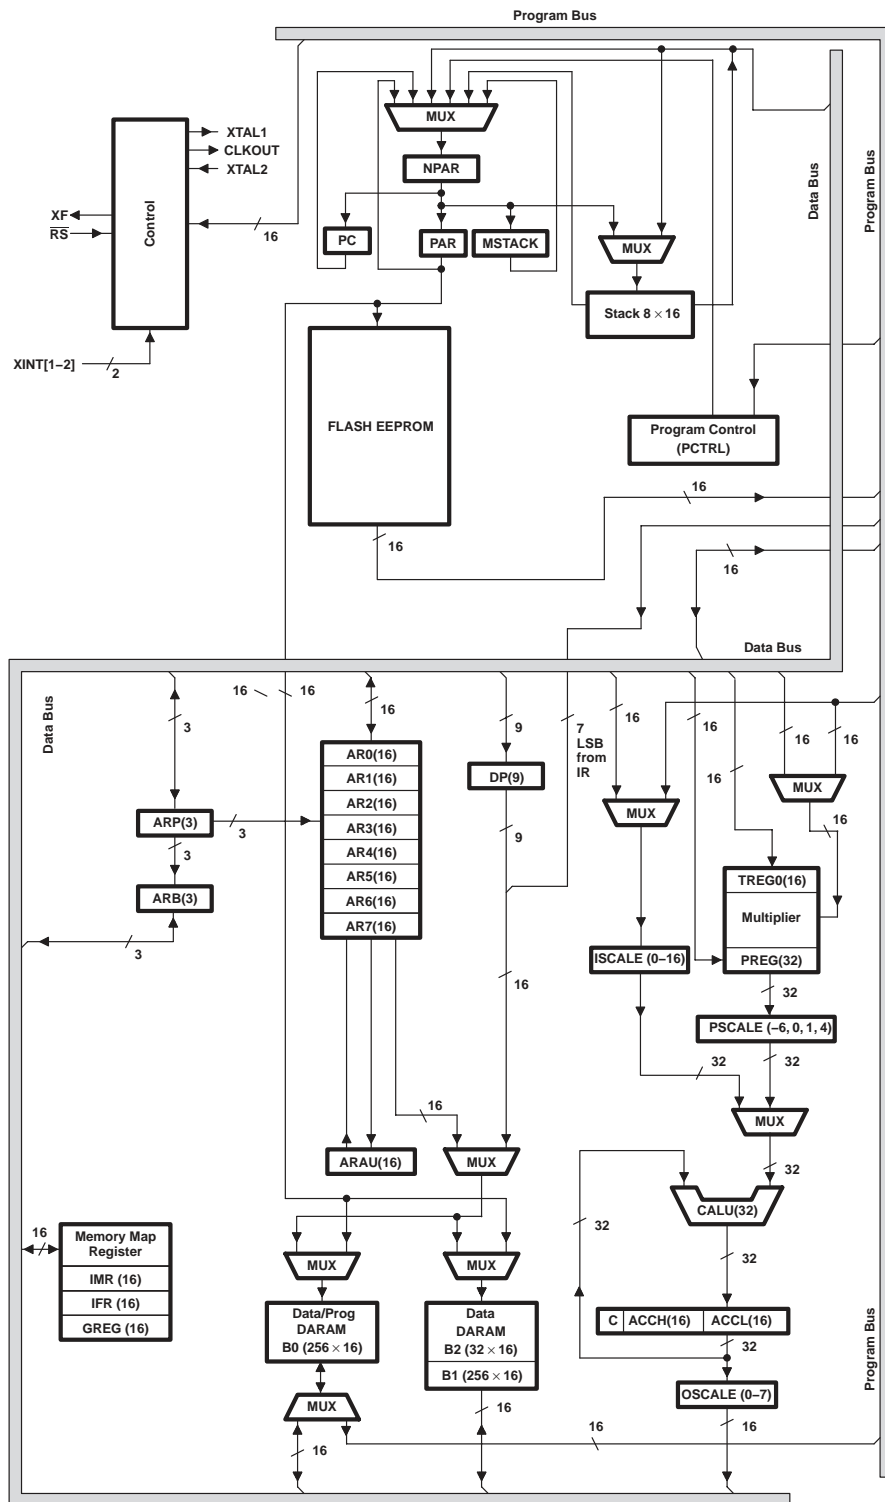 Program Bus
XTAL1
CLKOUT
XTAL2
XF
RS
Control
16
XINT[1–2]
2
MUX
NPAR
PC
PAR
MSTACK
MUX
Stack 8 × 16
Data Bus
Program Bus
FLASH EEPROM
Program Control
(PCTRL)
16
16
16
Data Bus
Data Bus
3
16
16
16
9
7
LSB
from
IR
16
16
16
16
16
AR0(16)
AR1(16)
AR2(16)
AR3(16)
AR4(16)
AR5(16)
AR6(16)
AR7(16)
DP(9)
9
MUX
MUX
16
ARP(3)
3
3
ARB(3)
3
TREG0(16)
Multiplier
PREG(32)
ISCALE (0–16)
16
32
PSCALE (–6, 0, 1, 4)
32
32
MUX
16
ARAU(16)
MUX
32
CALU(32)
32
32
16
Memory Map
Register
IMR (16)
IFR (16)
GREG (16)
MUX
MUX
Data/Prog
DARAM
B0 (256 × 16)
Data
DARAM
B2 (32 × 16)
B1 (256 × 16)
C
ACCH(16)
ACCL(16)
32
OSCALE (0–7)
MUX
16
16
16
16
Program Bus